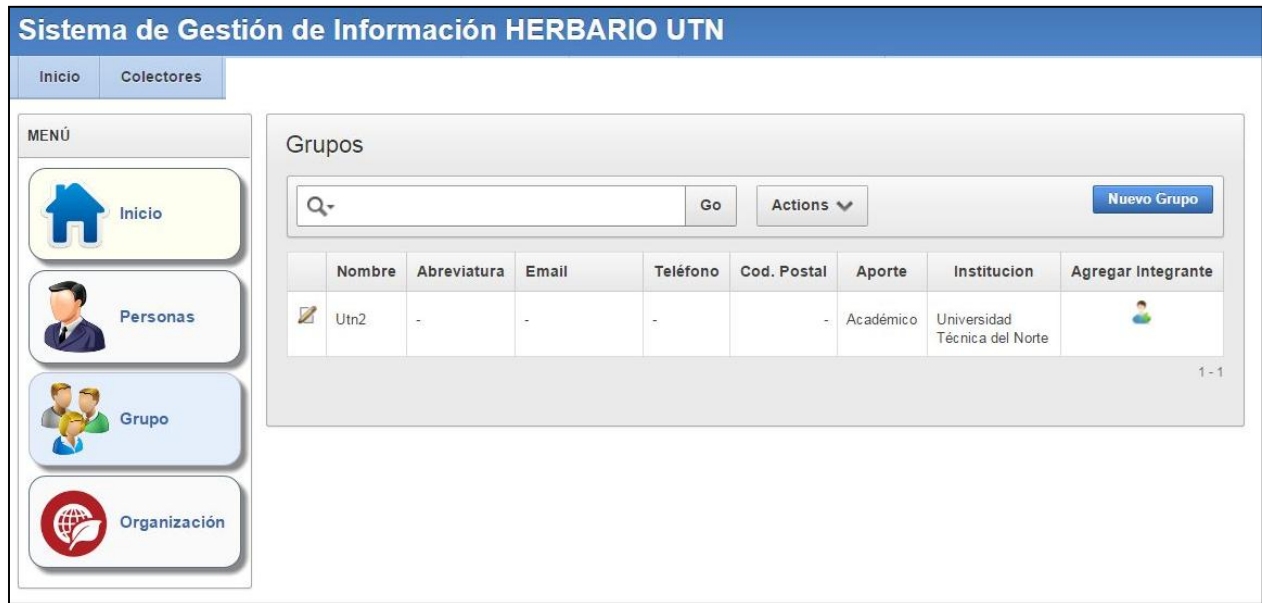 Sistema de Gestión de Información HERBARIO UTN
Inicio Colectores
MENÚ
Inicio
Personas
Grupo
Organización
Grupos
Go Actions Nuevo Grupo
Nombre Abreviatura Email Teléfono Cod. Postal Aporte Institucion Agregar Integrante
Utn2 - - - - Académico Universidad
Técnica del Norte
1 - 1